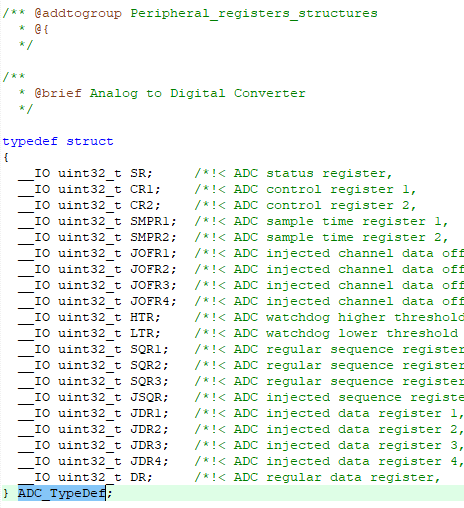 /** @addtogroup Peripheral_registers_structures
  * @{
  */
/**
  * @brief Analog to Digital Converter
  */
typedef struct
{
  __IO uint32_t SR;     /*!< ADC status register,
  __IO uint32_t CR1;    /*!< ADC control register 1,
  __IO uint32_t CR2;    /*!< ADC control register 2,
  __IO uint32_t SMPR1;  /*!< ADC sample time register 1,
  __IO uint32_t SMPR2;  /*!< ADC sample time register 2,
  __IO uint32_t JOFR1;  /*!< ADC injected channel data off
  __IO uint32_t JOFR2;  /*!< ADC injected channel data off
  __IO uint32_t JOFR3;  /*!< ADC injected channel data off
  __IO uint32_t JOFR4;  /*!< ADC injected channel data off
  __IO uint32_t HTR;    /*!< ADC watchdog higher threshold
  __IO uint32_t LTR;    /*!< ADC watchdog lower threshold
  __IO uint32_t SQR1;   /*!< ADC regular sequence register
  __IO uint32_t SQR2;   /*!< ADC regular sequence register
  __IO uint32_t SQR3;   /*!< ADC regular sequence register
  __IO uint32_t JSQR;   /*!< ADC injected sequence register
  __IO uint32_t JDR1;   /*!< ADC injected data register 1,
  __IO uint32_t JDR2;   /*!< ADC injected data register 2,
  __IO uint32_t JDR3;   /*!< ADC injected data register 3,
  __IO uint32_t JDR4;   /*!< ADC injected data register 4,
  __IO uint32_t DR;     /*!< ADC regular data register,
} ADC_TypeDef;